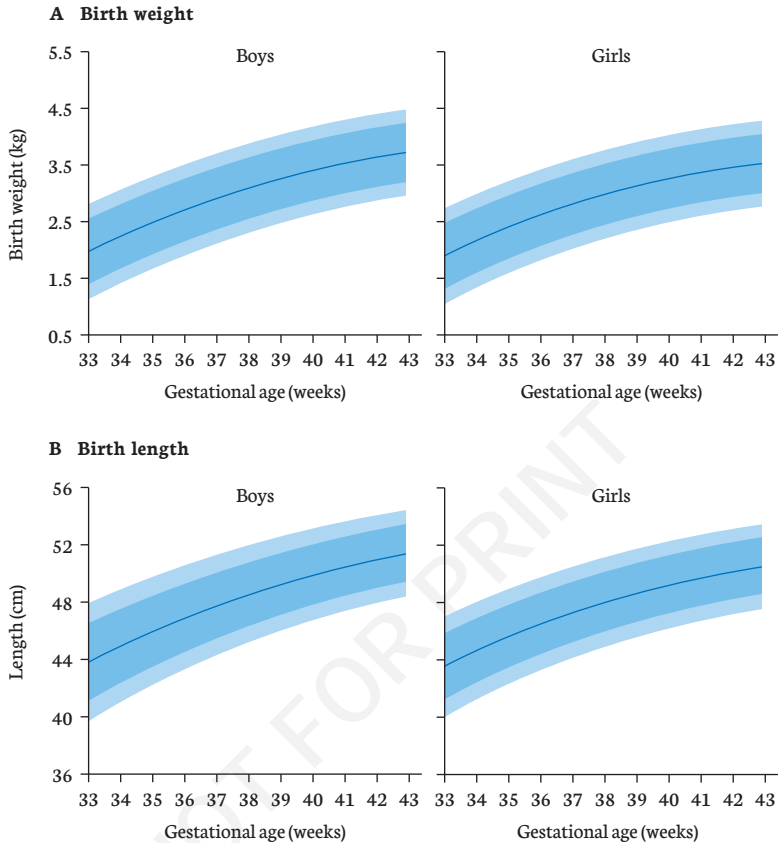 A Birth weight
Boys Girls
Birth weight (kg)
5.5
4.5
3.5
2.5
1.5
0.5
33 34 35 36 37 38 39 40 41 42 43 33 34 35 36 37 38 39 40 41 42 43
Gestational age (weeks) Gestational age (weeks)
B Birth length
Boys Girls
Length (cm)
56
52
48
44
40
36
33 34 35 36 37 38 39 40 41 42 43 33 34 35 36 37 38 39 40 41 42 43
Gestational age (weeks) Gestational age (weeks)
NOT FOR PRINT